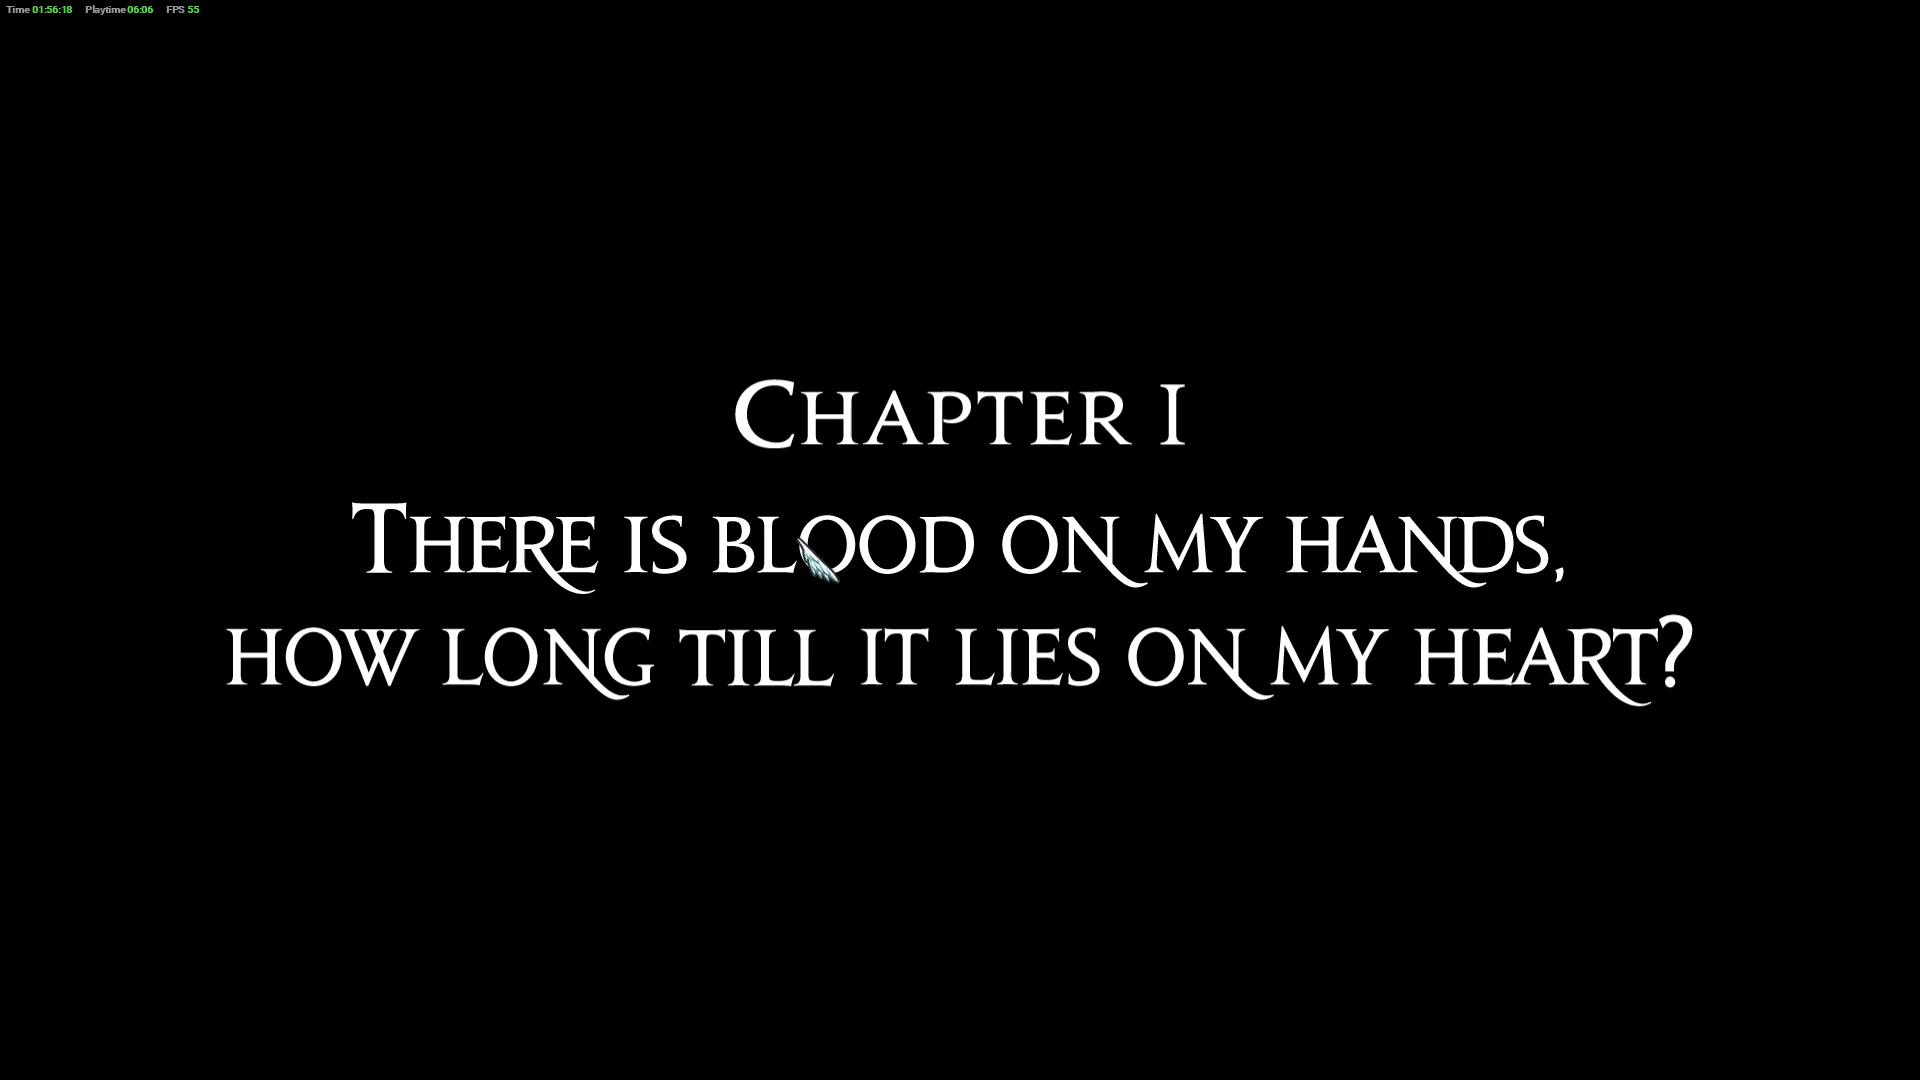 Time 01:56:18 Playtime 06:06 FPS 55
Chapter I
There is blood on my hands,
how long till it lies on my heart?